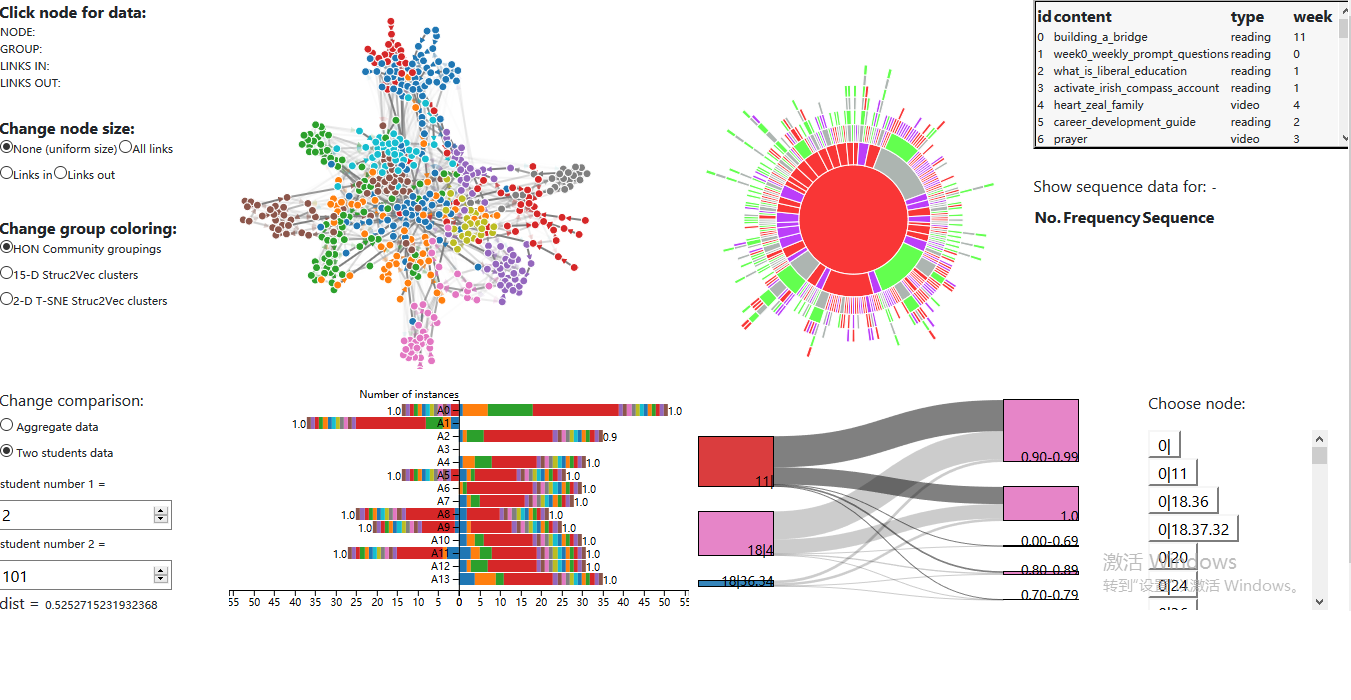 Click node for data:
NODE:
GROUP:
LINKS IN:
LINKS OUT:
Change node size:
None (uniform size) All links
Links in Links out
Change group coloring:
HON Community groupings
15-D Struc2Vec clusters
2-D T-SNE Struc2Vec clusters
id content type week
0 building_a_bridge reading 11
1 week0_weekly_prompt_questions reading 0
2 what_is_liberal_education reading 1
3 activate_irish_compass_account reading 1
4 heart_zeal_family video 4
5 career_development_guide reading 2
6 prayer video 3
Show sequence data for: -
No. Frequency Sequence
Change comparison:
Aggregate data
Two students data
student number 1 =
2
student number 2 =
101
dist = 0.5252715231932368
Number of instances
1.0 A0 1.0
1.0 A1
A2 0.9
A3
A4 1.0
1.0 A5 1.0
A6 1.0
A7 1.0
1.0 A8 1.0
1.0 A9 1.0
A10 1.0
1.0 A11 1.0
A12 1.0
A13 1.0
55 50 45 40 35 30 25 20 15 10 5 0 5 10 15 20 25 30 35 40 45 50 55
11|
18|4
18|36.34
0.90-0.99
1.0
0.00-0.69
0.80-0.89
0.70-0.79
Choose node:
0|
0|11
0|18.36
0|18.37.32
0|20
0|24
激活 Windows